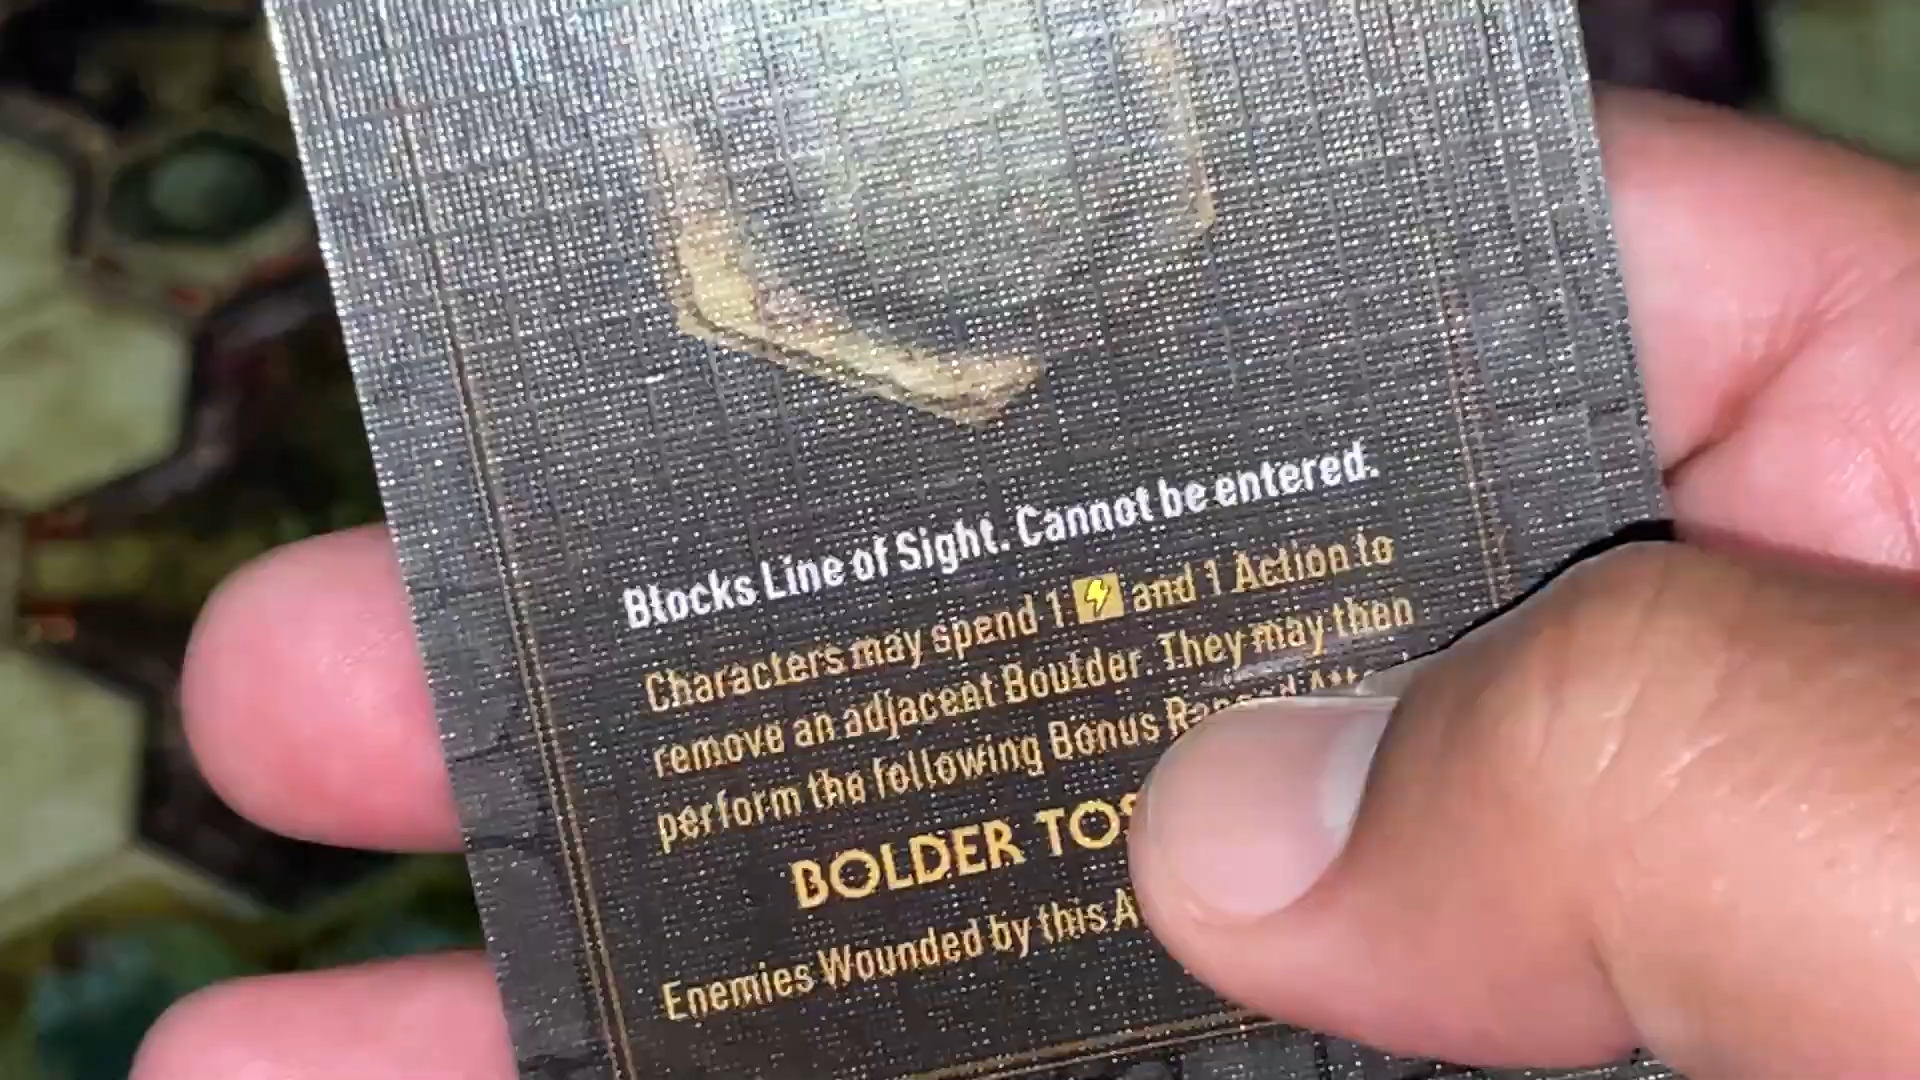 Blocks Line of Sight. Cannot be entered.
Characters may spend 1 and 1 Action to
remove an adjacent Boulder. They may then
perform the following Bonus
BOLDER
Enemies Wounded by this